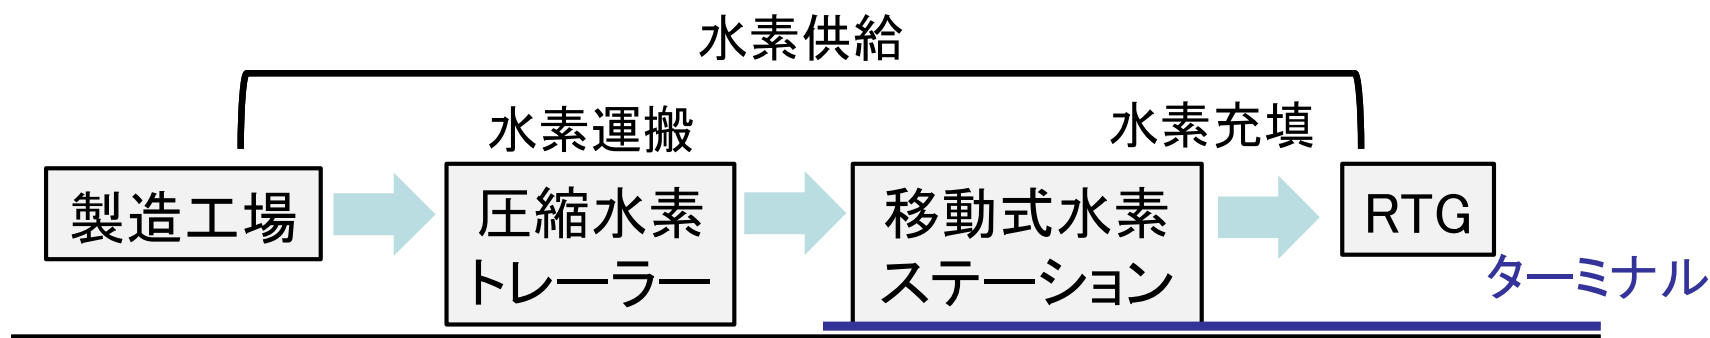 水素供給
水素運搬
水素充填
製造工場
圧縮水素
トレーラー
移動式水素
ステーション
RTG
ターミナル